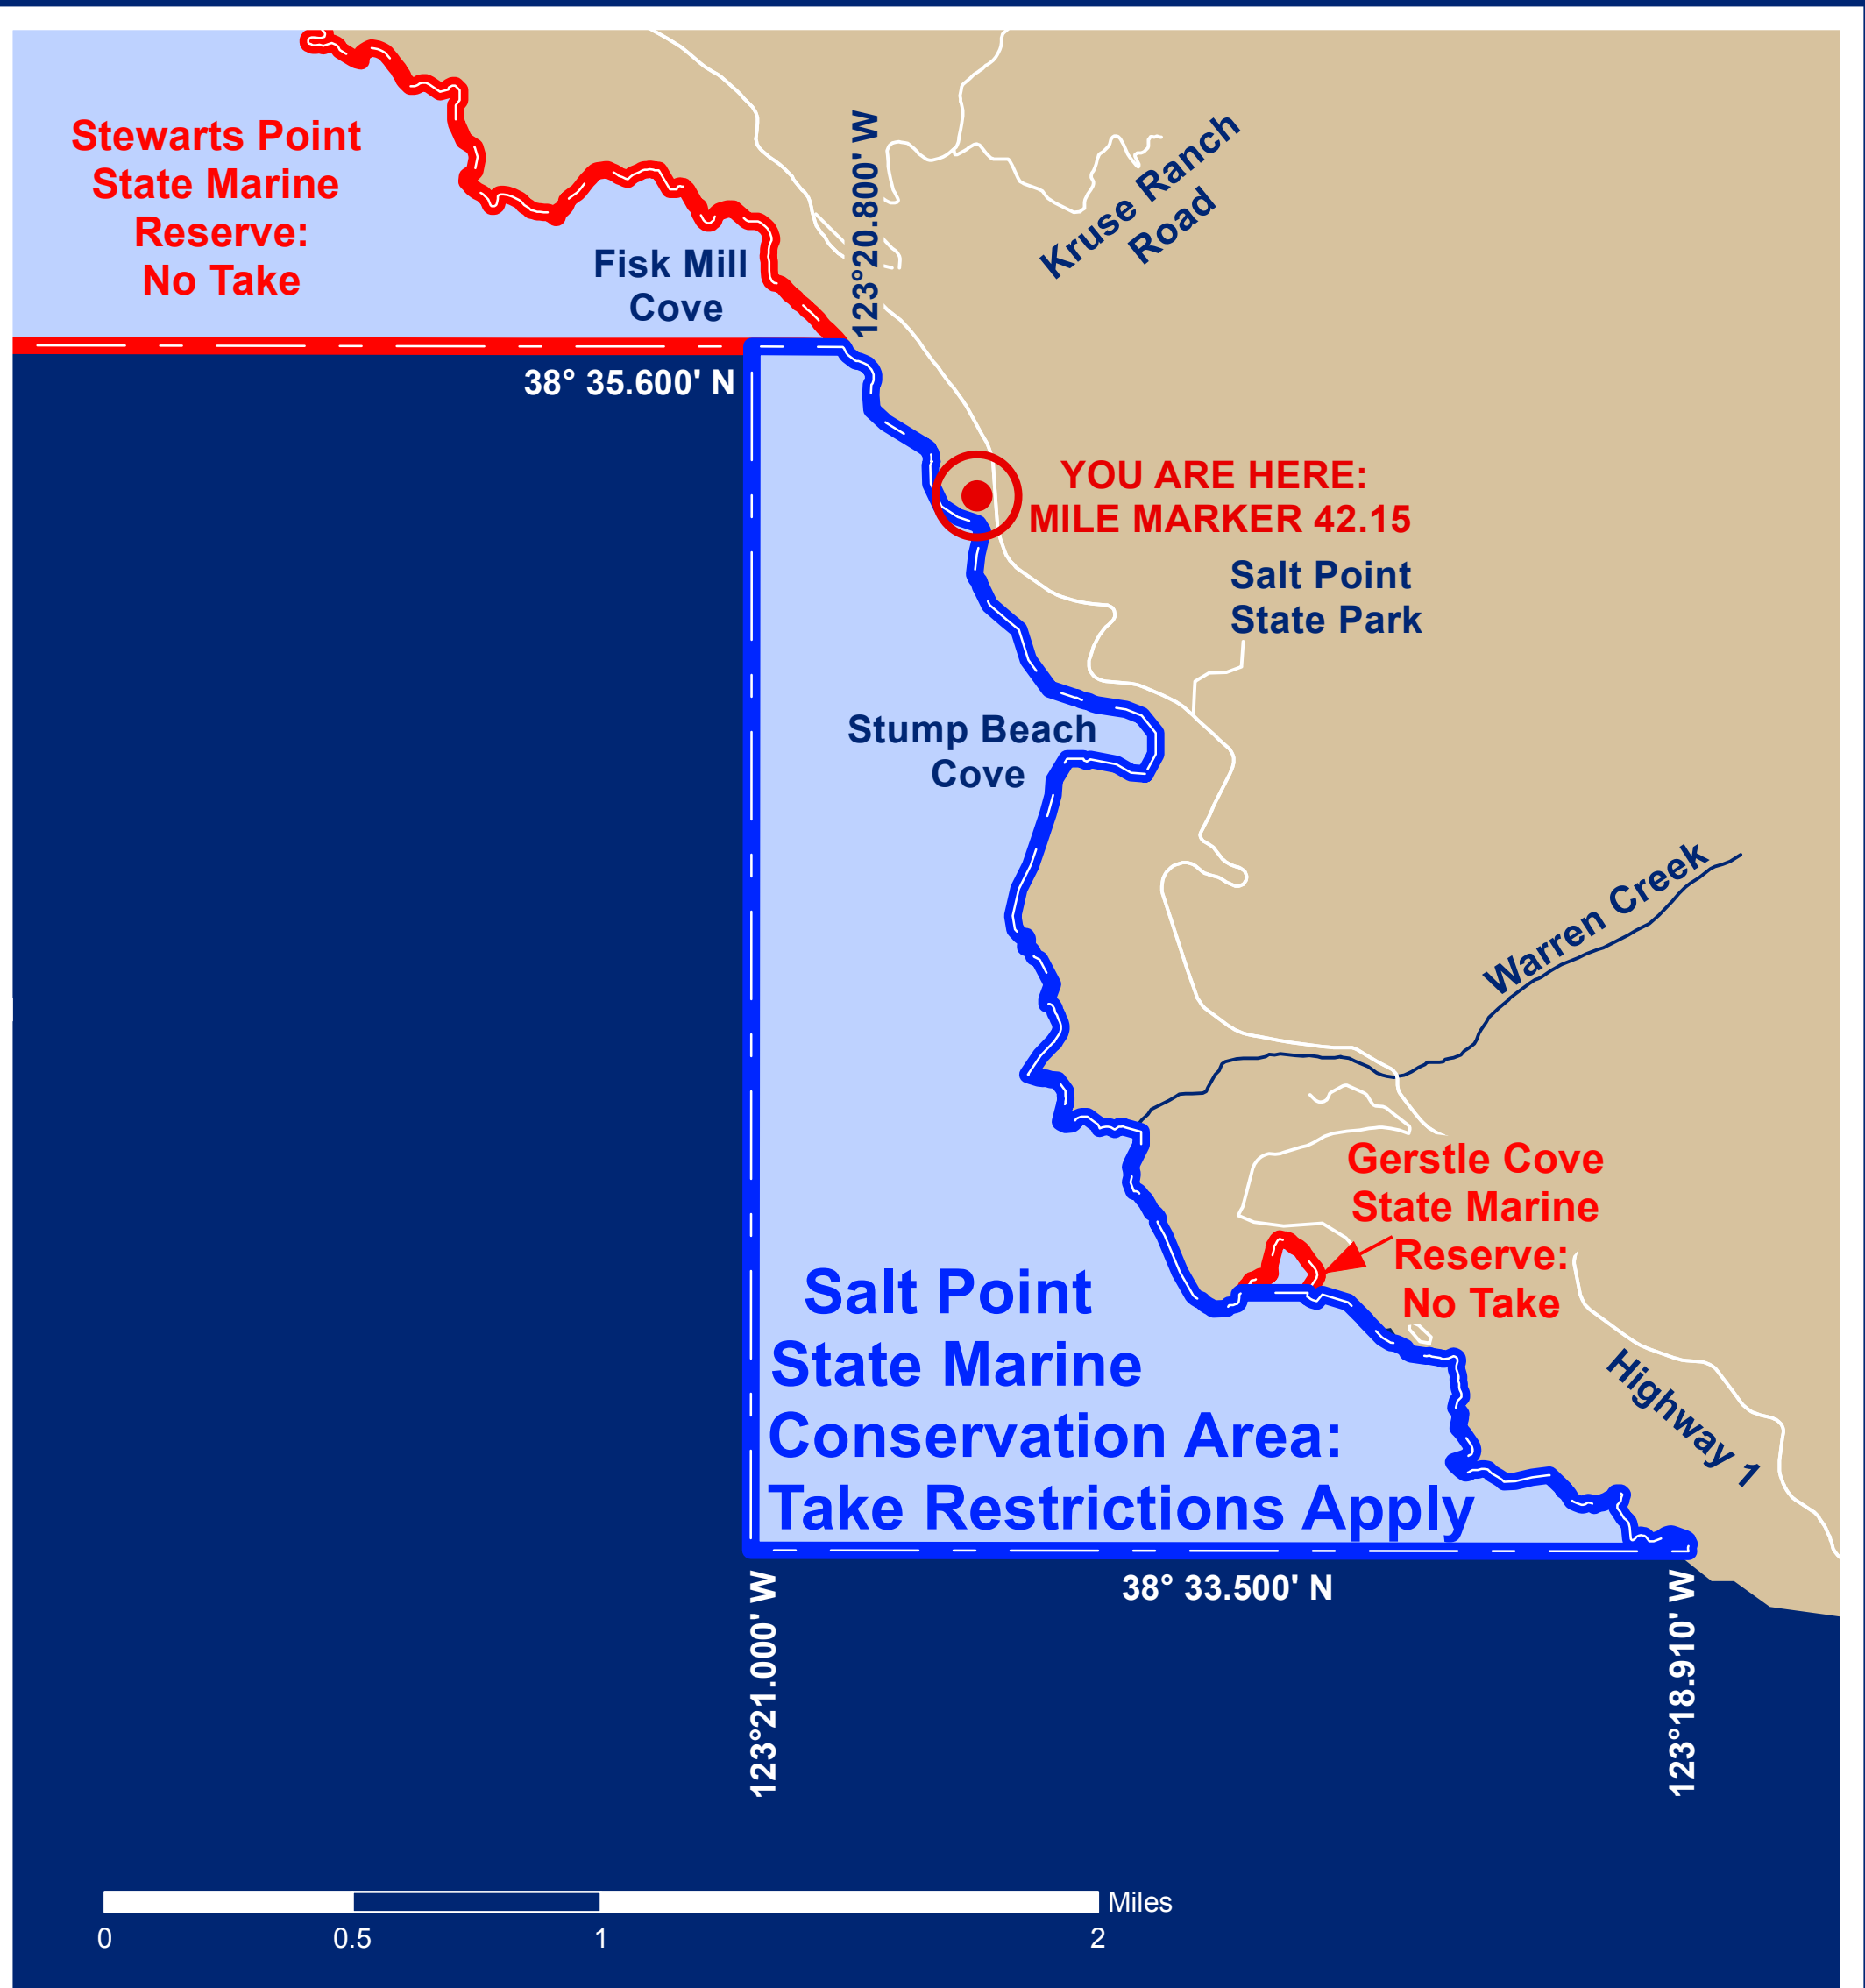 Stewarts Point
State Marine
Reserve:
No Take
Fisk Mill
Cove
123°20.800' W
Kruse Ranch
Road
38° 35.600' N
YOU ARE HERE:
MILE MARKER 42.15
Salt Point
State Park
Stump Beach
Cove
Warren Creek
Gerstle Cove
State Marine
Reserve:
No Take
Salt Point
State Marine
Conservation Area:
Take Restrictions Apply
Highway 1
38° 33.500' N
123°21.000' W
123°18.910' W
Miles
0 0.5 1 2